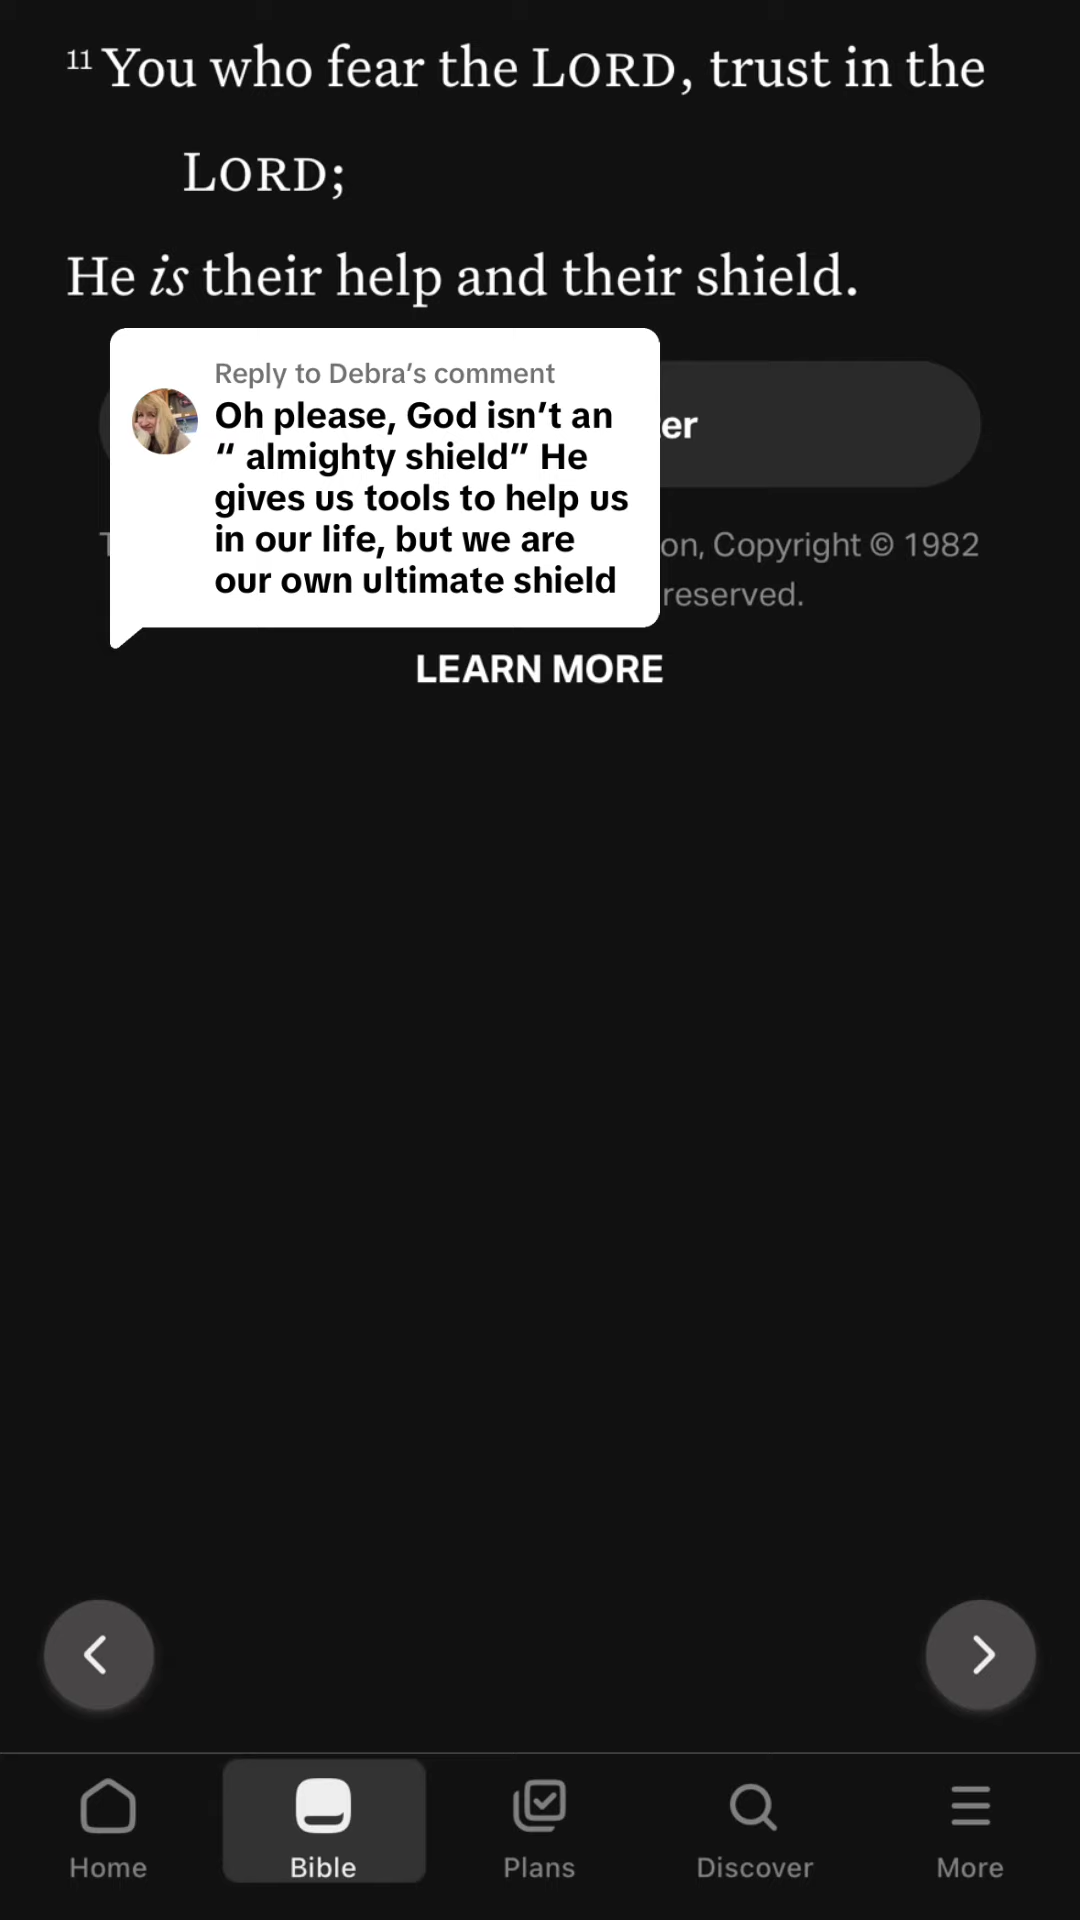 11 You who fear the LORD, trust in the
LORD;
He is their help and their shield.
Reply to Debra’s comment
Oh please, God isn’t an
“ almighty shield” He
gives us tools to help us
in our life, but we are
our own ultimate shield
Copyright © 1982
reserved.
LEARN MORE
Home
Bible
Plans
Discover
More